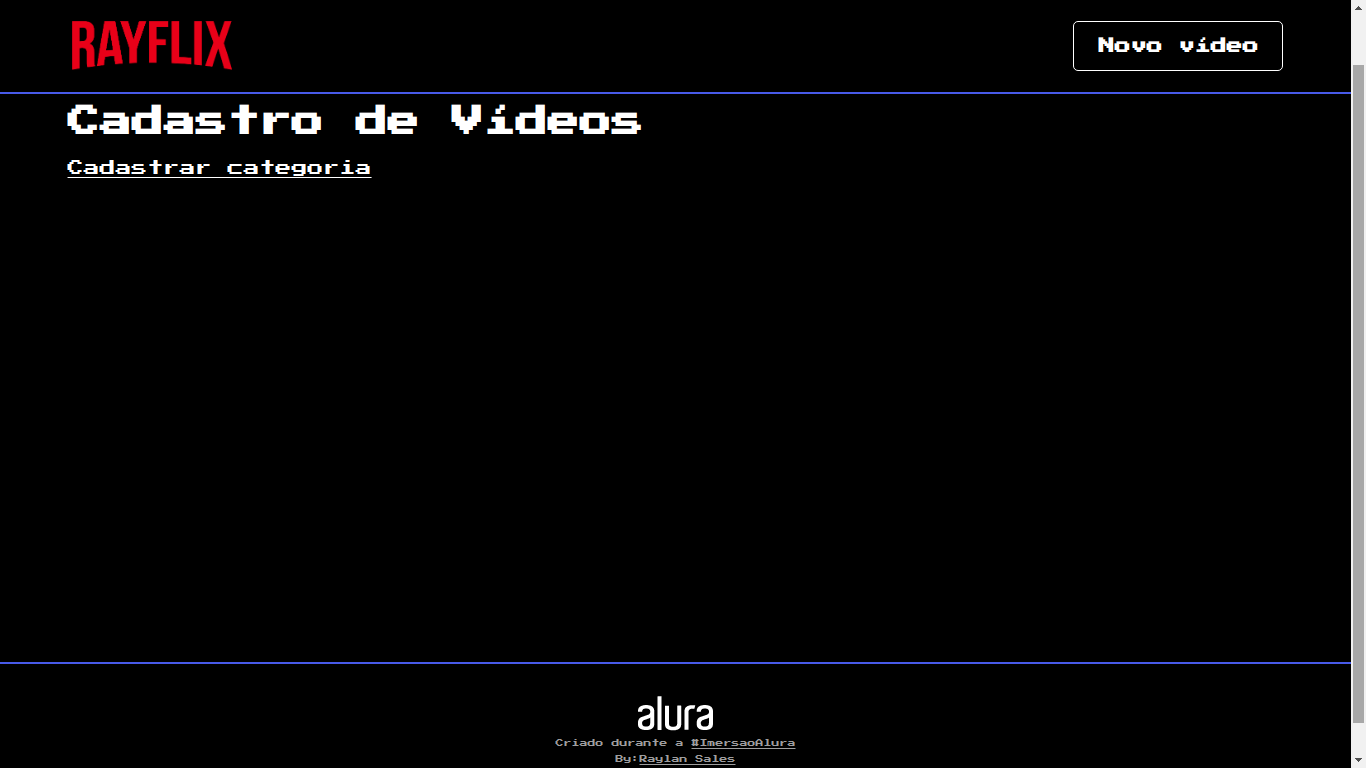 RAYFLIX
Novo vídeo
Cadastro de Vídeos
Cadastrar categoria
alura
Criado durante a #ImersaoAlura
By:Raylan Sales